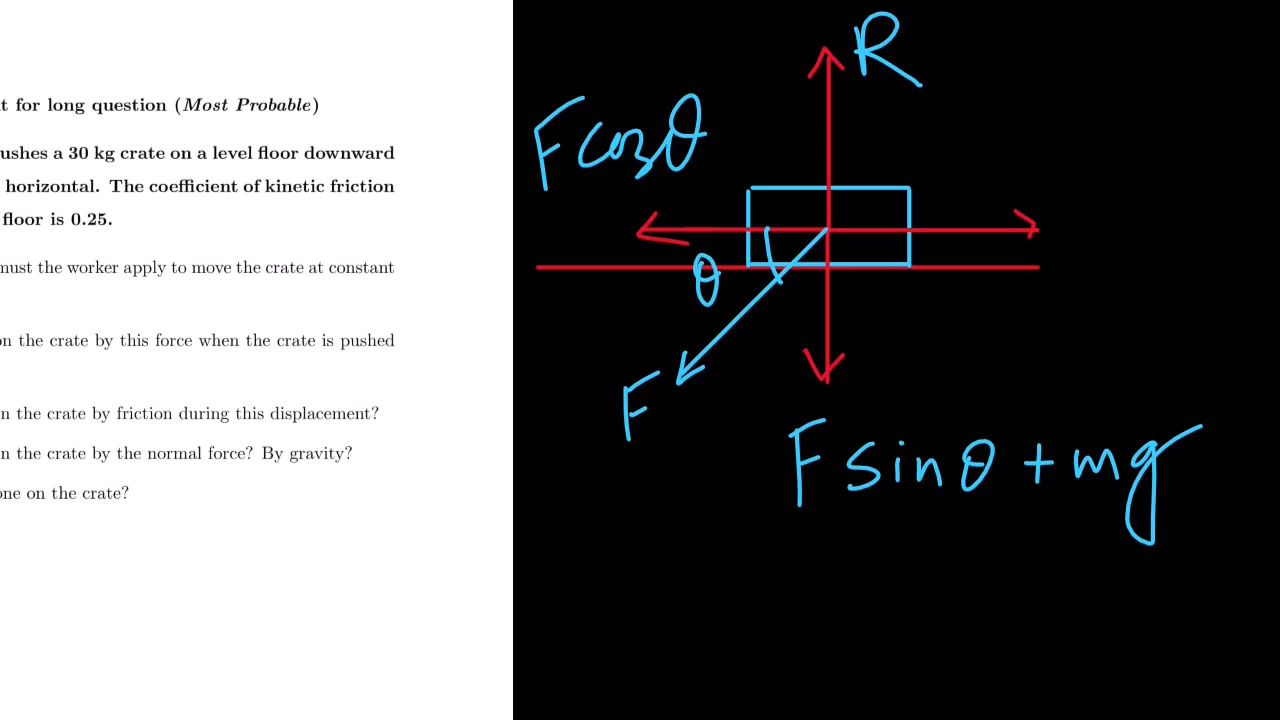 t for long question (Most Probable)
ushes a 30 kg crate on a level floor downward
horizontal. The coefficient of kinetic friction
floor is 0.25.
must the worker apply to move the crate at constant
on the crate by this force when the crate is pushed
n the crate by friction during this displacement?
n the crate by the normal force? By gravity?
one on the crate?
R
F cosθ
θ
F
F sinθ + mg